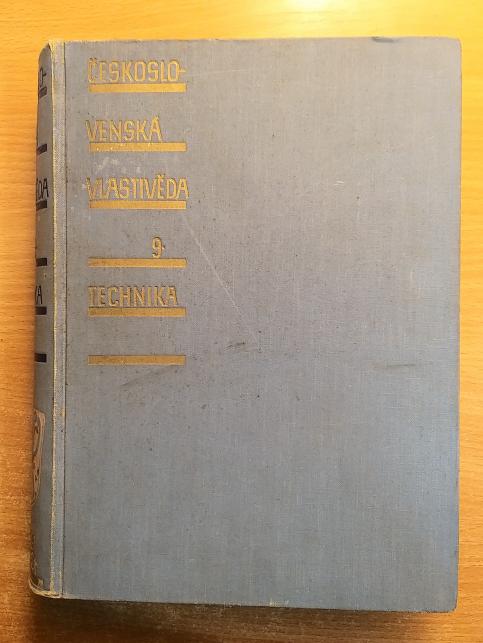 ČESKOSLO-
VENSKÁ
VLASTIVĚDA
9.
TECHNIKA